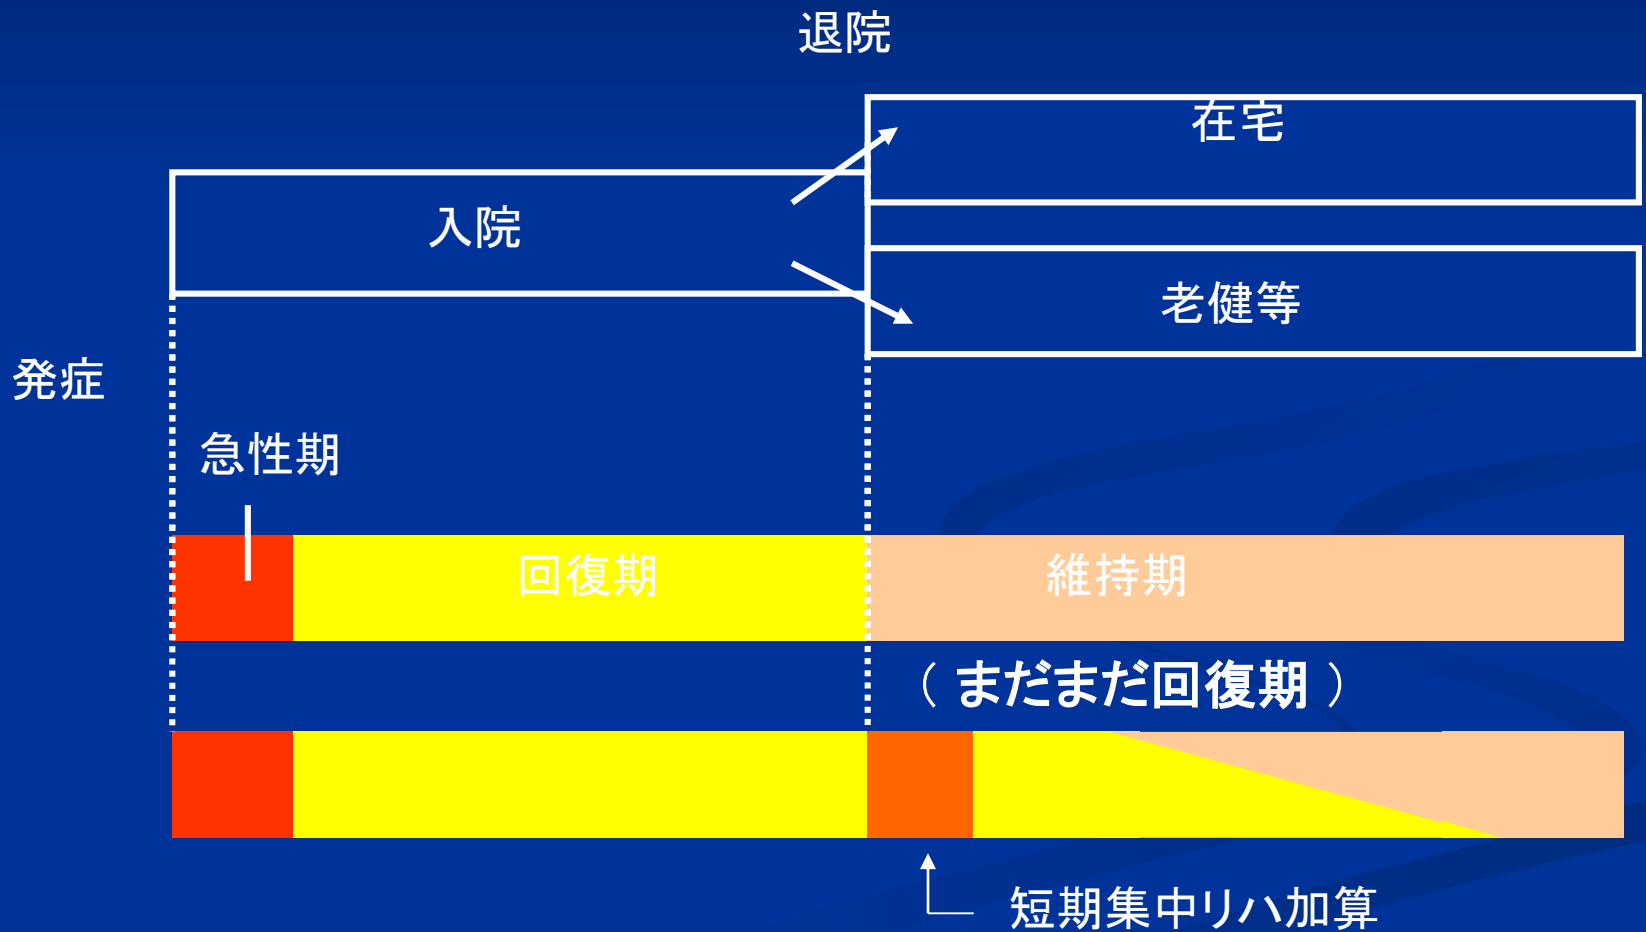 退院
在宅
入院
老健等
発症
急性期
回復期
維持期
（ まだまだ回復期 ）
短期集中リハ加算